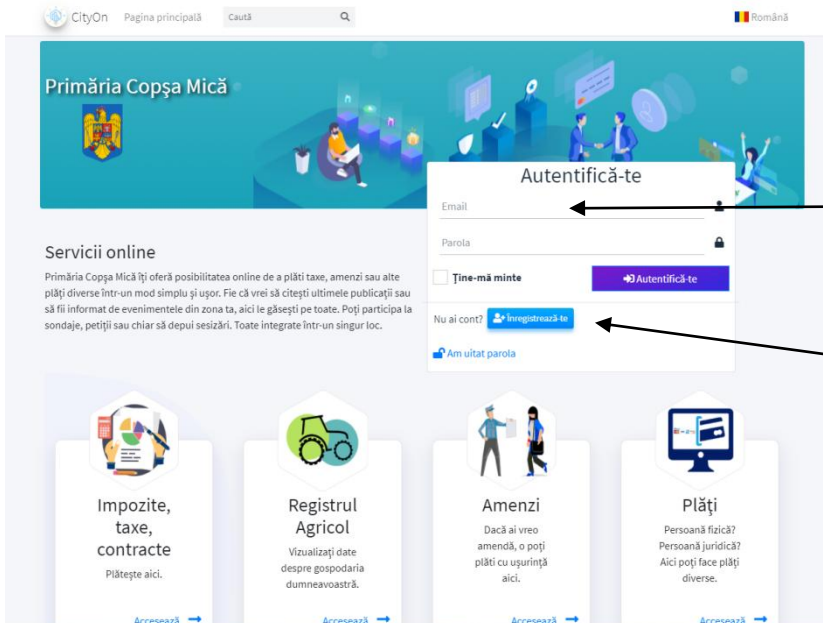 CityOn Pagina principală Caută Română
Primăria Copşa Mică
Autentifică-te
Email
Parola
Ţine-mă minte Autentifică-te
Nu ai cont? Înregistrează-te
Am uitat parola
Servicii online
Primăria Copşa Mică îţi oferă posibilitatea online de a plăti taxe, amenzi sau alte
plăţi diverse într-un mod simplu şi uşor. Fie că vrei să citeşti ultimele publicaţii sau
să fii informat de evenimentele din zona ta, aici le găseşti pe toate. Poţi participa la
sondaje, petiţii sau chiar să depui sesizări. Toate integrate într-un singur loc.
Impozite,
taxe,
contracte
Plăteşte aici.
Accesează
Registrul
Agricol
Vizualizaţi date
despre gospodaria
dumneavoastră.
Accesează
Amenzi
Dacă ai vreo
amendă, o poţi
plăti cu uşurinţă
aici.
Accesează
Plăţi
Persoană fizică?
Persoană juridică?
Aici poţi face plăţi
diverse.
Accesează